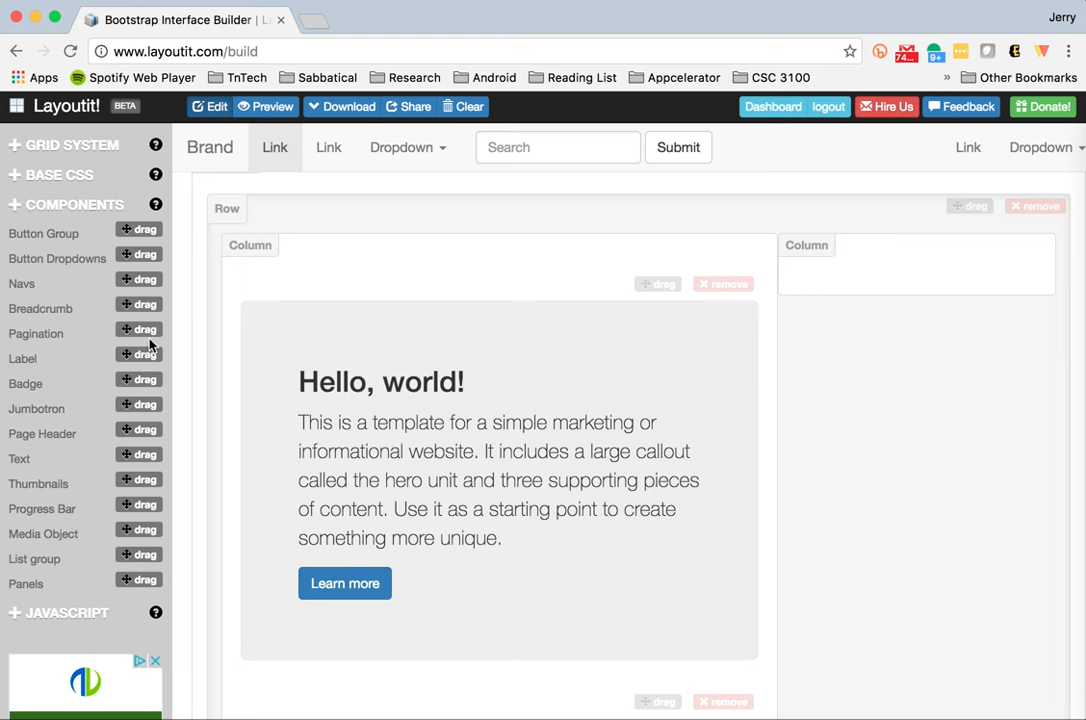 Bootstrap Interface Builder | L
Jerry
www.layoutit.com/build
74...
9+
Apps Spotify Web Player TnTech Sabbatical Research Android Reading List Appcelerator CSC 3100 » Other Bookmarks
Layoutit! BETA Edit Preview Download Share Clear Dashboard logout Hire Us Feedback Donate!
GRID SYSTEM
BASE CSS
COMPONENTS
Button Group drag
Button Dropdowns drag
Navs drag
Breadcrumb drag
Pagination drag
Label drag
Badge drag
Jumbotron drag
Page Header drag
Text drag
Thumbnails drag
Progress Bar drag
Media Object drag
List group drag
Panels drag
JAVASCRIPT
Brand Link Link Dropdown Search Submit Link Dropdown
Row drag remove
Column Column
drag remove
Hello, world!
This is a template for a simple marketing or
informational website. It includes a large callout
called the hero unit and three supporting pieces
of content. Use it as a starting point to create
something more unique.
Learn more
drag remove